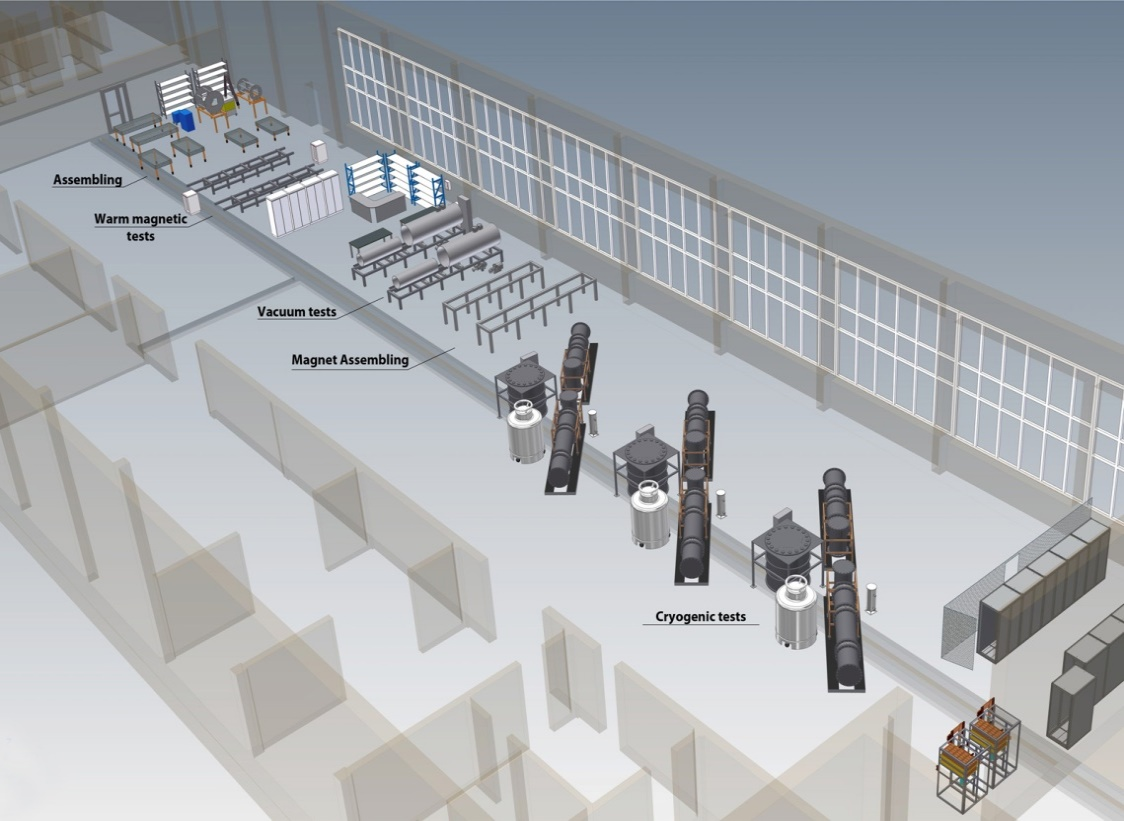 Assembling
Warm magnetic
tests
Vacuum tests
Magnet Assembling
Cryogenic tests